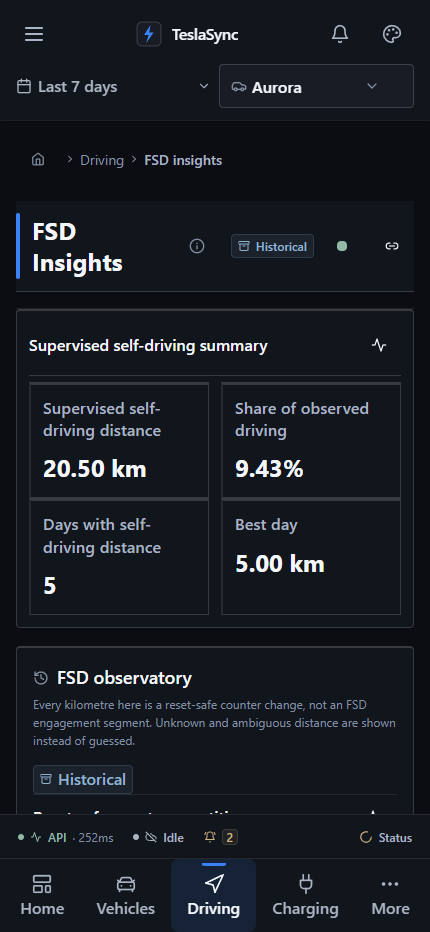 TeslaSync
Last 7 days
Aurora
Driving
FSD insights
FSD
Insights
Historical
Supervised self-driving summary
Supervised self-
driving distance
20.50 km
Share of observed
driving
9.43%
Days with self-
driving distance
5
Best day
5.00 km
FSD observatory
Every kilometre here is a reset-safe counter change, not an FSD
engagement segment. Unknown and ambiguous distance are shown
instead of guessed.
Historical
API · 252ms
Idle
2
Status
Home
Vehicles
Driving
Charging
More